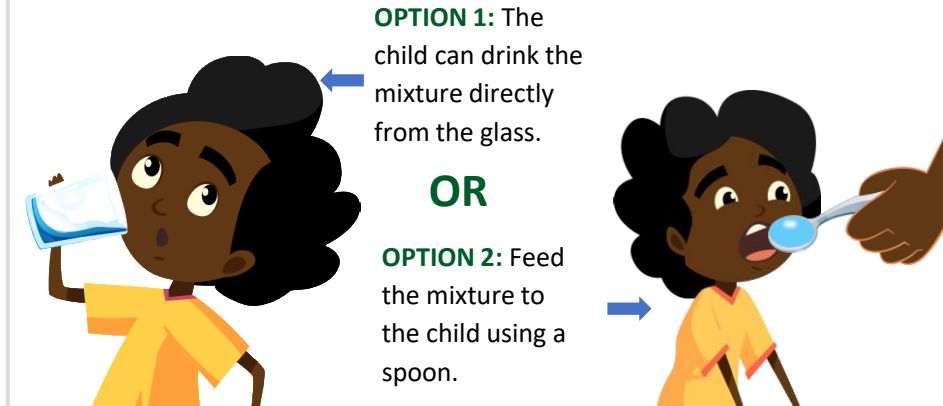 OPTION 1: The
child can drink the
mixture directly
from the glass.
OR
OPTION 2: Feed
the mixture to
the child using a
spoon.